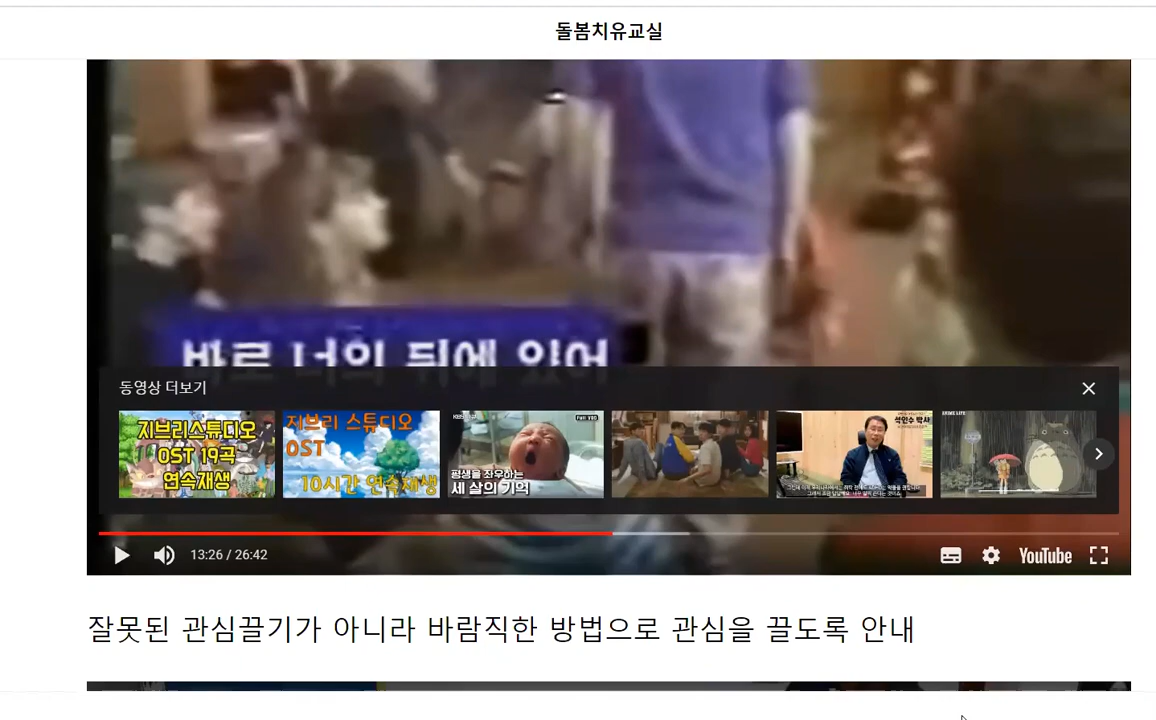 돌봄치유교실
바로 너의 뒤에 있어
동영상 더보기
지브리스튜디오
OST 19곡
연속재생
지브리 스튜디오
OST
10시간 연속재생
평생을 좌우하는
세 살의 기억
석인수 박사
13:26 / 26:42
YouTube
잘못된 관심끌기가 아니라 바람직한 방법으로 관심을 끌도록 안내